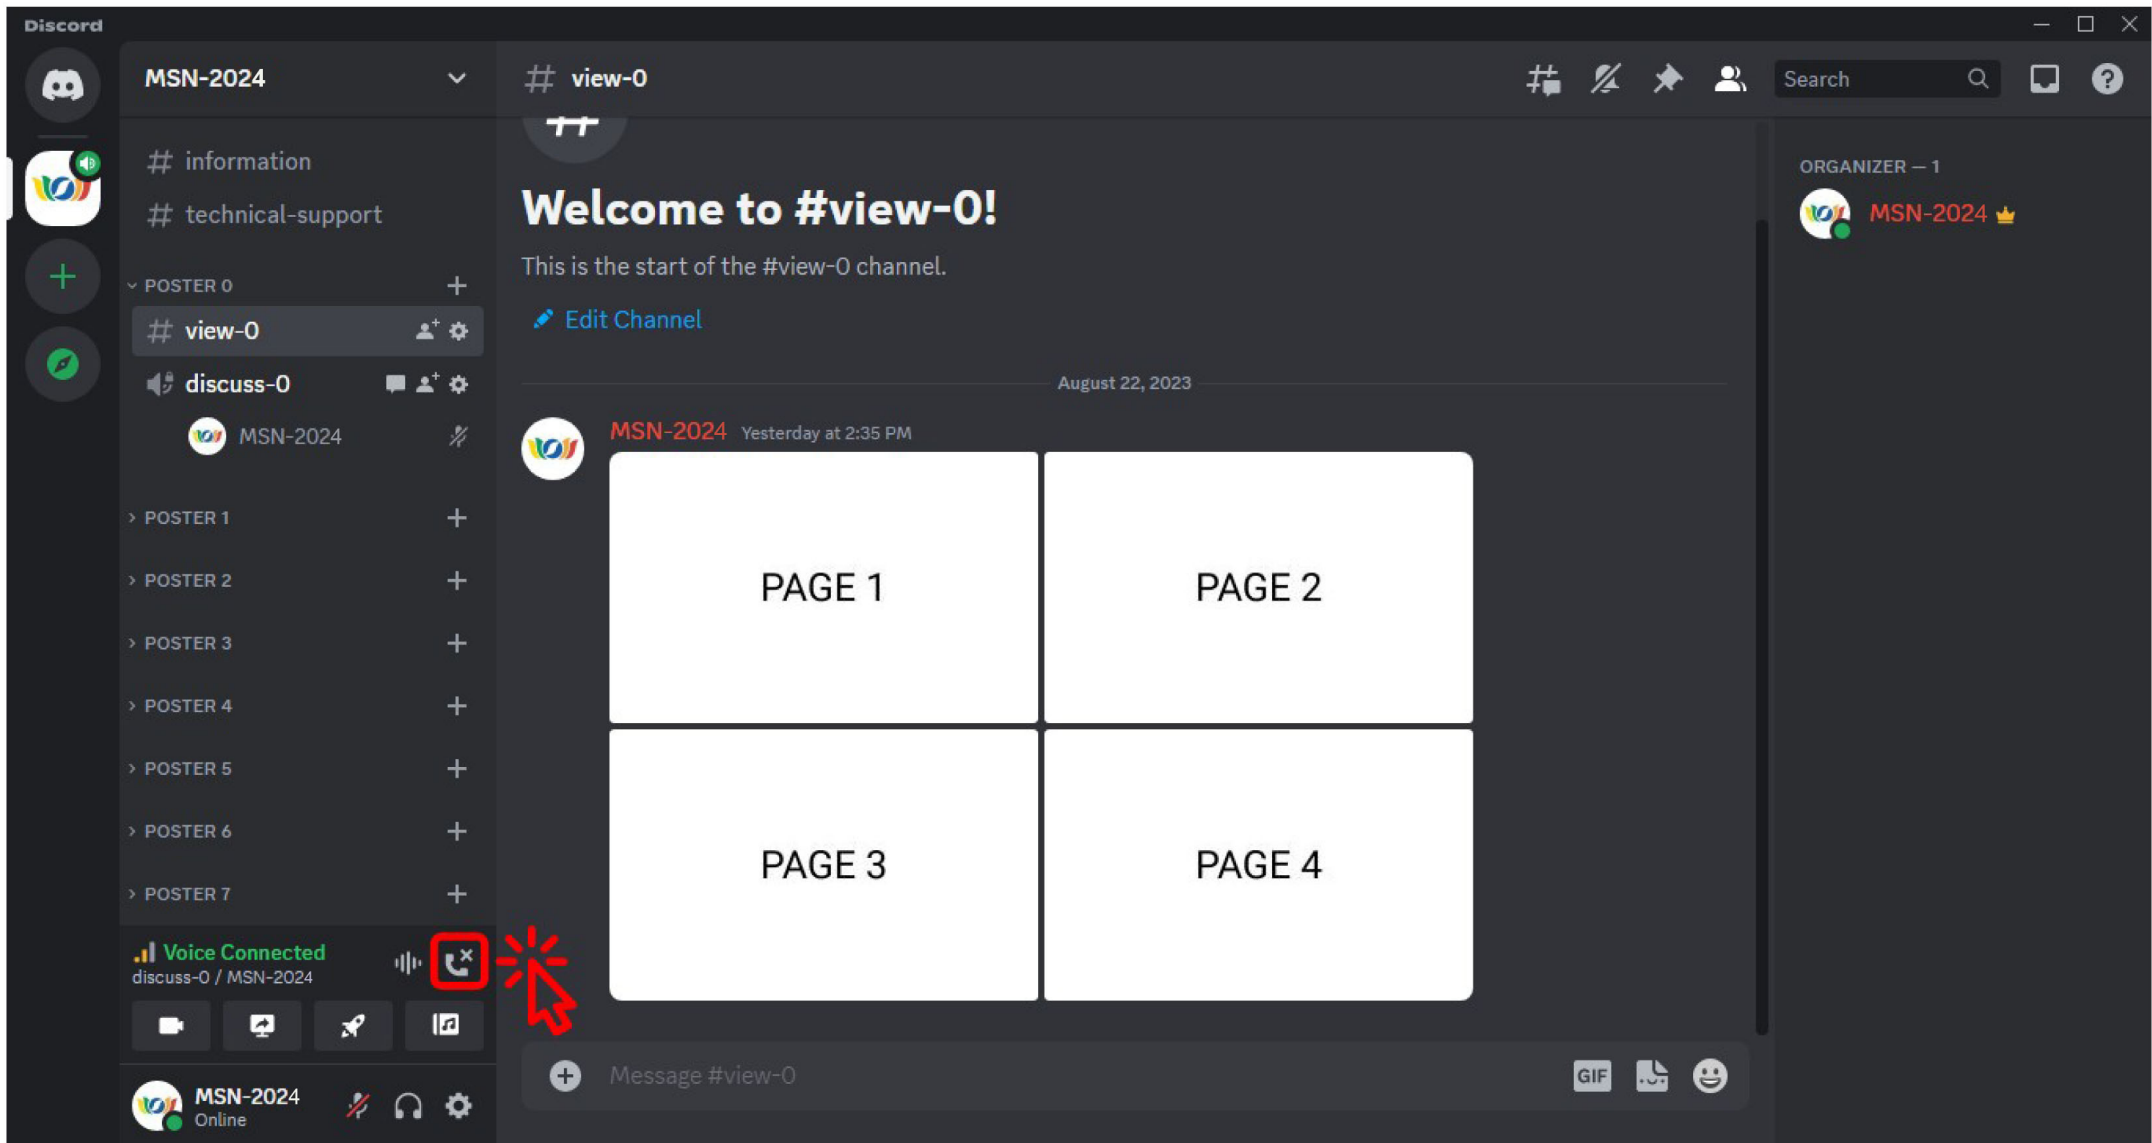 Discord
MSN-2024
information
technical-support
POSTER 0
view-0
discuss-0
MSN-2024
POSTER 1
POSTER 2
POSTER 3
POSTER 4
POSTER 5
POSTER 6
POSTER 7
Voice Connected
discuss-0 / MSN-2024
MSN-2024
Online
view-0
Search
Welcome to #view-0!
This is the start of the #view-0 channel.
Edit Channel
August 22, 2023
MSN-2024 Yesterday at 2:35 PM
PAGE 1
PAGE 2
PAGE 3
PAGE 4
Message #view-0
GIF
ORGANIZER — 1
MSN-2024